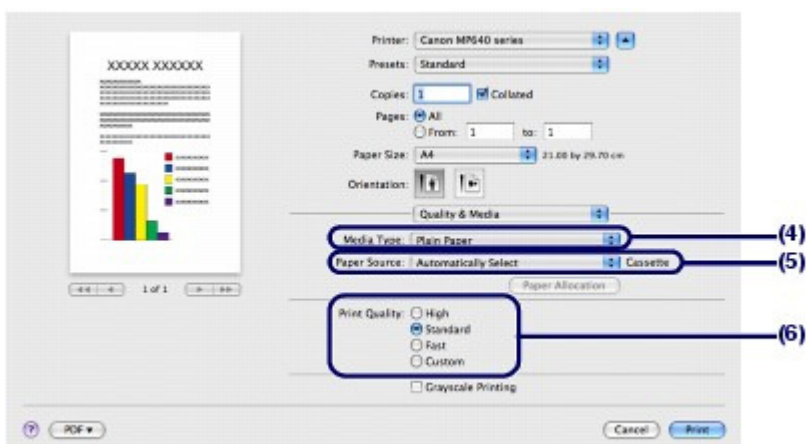 XXXXX XXXXXX
1 of 1
Printer: Canon MP640 series
Presets: Standard
Copies: 1 Collated
Pages: All
From: 1 to: 1
Paper Size: A4 21.00 by 29.70 cm
Orientation:
Quality & Media
Media Type: Plain Paper (4)
Paper Source: Automatically Select Cassette (5)
Paper Allocation
Print Quality: High
Standard (6)
Fast
Custom
Grayscale Printing
? PDF ▾ Cancel Print